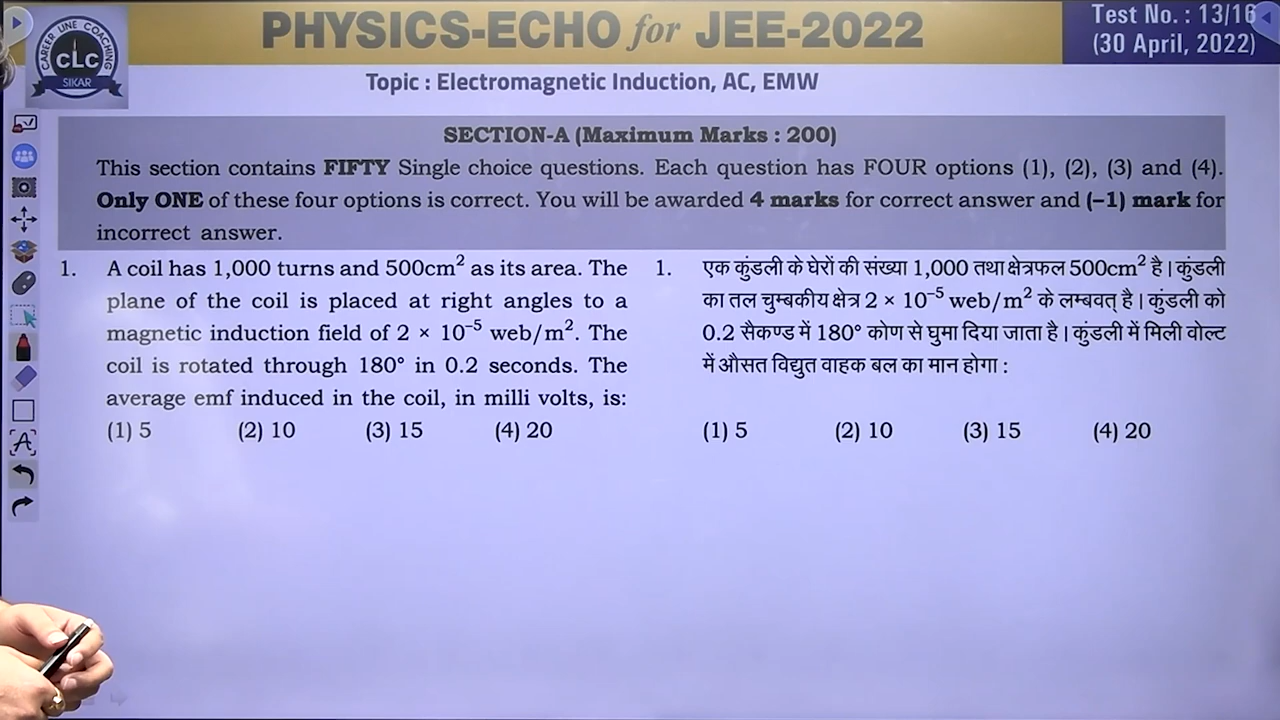 PHYSICS-ECHO for JEE-2022
Test No. : 13/16
(30 April, 2022)
CAREER LINE COACHING
CLC
SIKAR
Topic : Electromagnetic Induction, AC, EMW
SECTION-A (Maximum Marks : 200)
This section contains FIFTY Single choice questions. Each question has FOUR options (1), (2), (3) and (4).
Only ONE of these four options is correct. You will be awarded 4 marks for correct answer and (–1) mark for
incorrect answer.
1. A coil has 1,000 turns and 500cm² as its area. The
plane of the coil is placed at right angles to a
magnetic induction field of 2 × 10⁻⁵ web/m². The
coil is rotated through 180° in 0.2 seconds. The
average emf induced in the coil, in milli volts, is:
(1) 5 (2) 10 (3) 15 (4) 20
1. एक कुंडली के घेरों की संख्या 1,000 तथा क्षेत्रफल 500cm² है। कुंडली
का तल चुम्बकीय क्षेत्र 2 × 10⁻⁵ web/m² के लम्बवत् है। कुंडली को
0.2 सैकण्ड में 180° कोण से घुमा दिया जाता है। कुंडली में मिली वोल्ट
में औसत विद्युत वाहक बल का मान होगा :
(1) 5 (2) 10 (3) 15 (4) 20